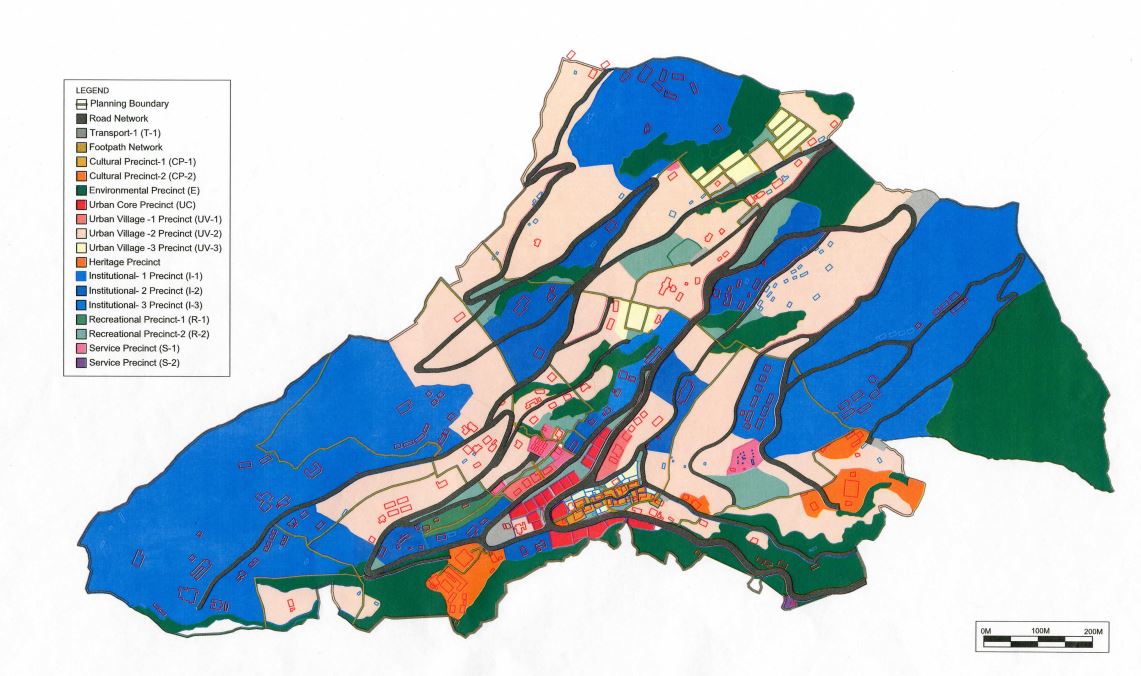 LEGEND
Planning Boundary
Road Network
Transport-1 (T-1)
Footpath Network
Cultural Precinct-1 (CP-1)
Cultural Precinct-2 (CP-2)
Environmental Precinct (E)
Urban Core Precinct (UC)
Urban Village -1 Precinct (UV-1)
Urban Village -2 Precinct (UV-2)
Urban Village -3 Precinct (UV-3)
Heritage Precinct
Institutional- 1 Precinct (I-1)
Institutional- 2 Precinct (I-2)
Institutional- 3 Precinct (I-3)
Recreational Precinct-1 (R-1)
Recreational Precinct-2 (R-2)
Service Precinct (S-1)
Service Precinct (S-2)
0M 100M 200M